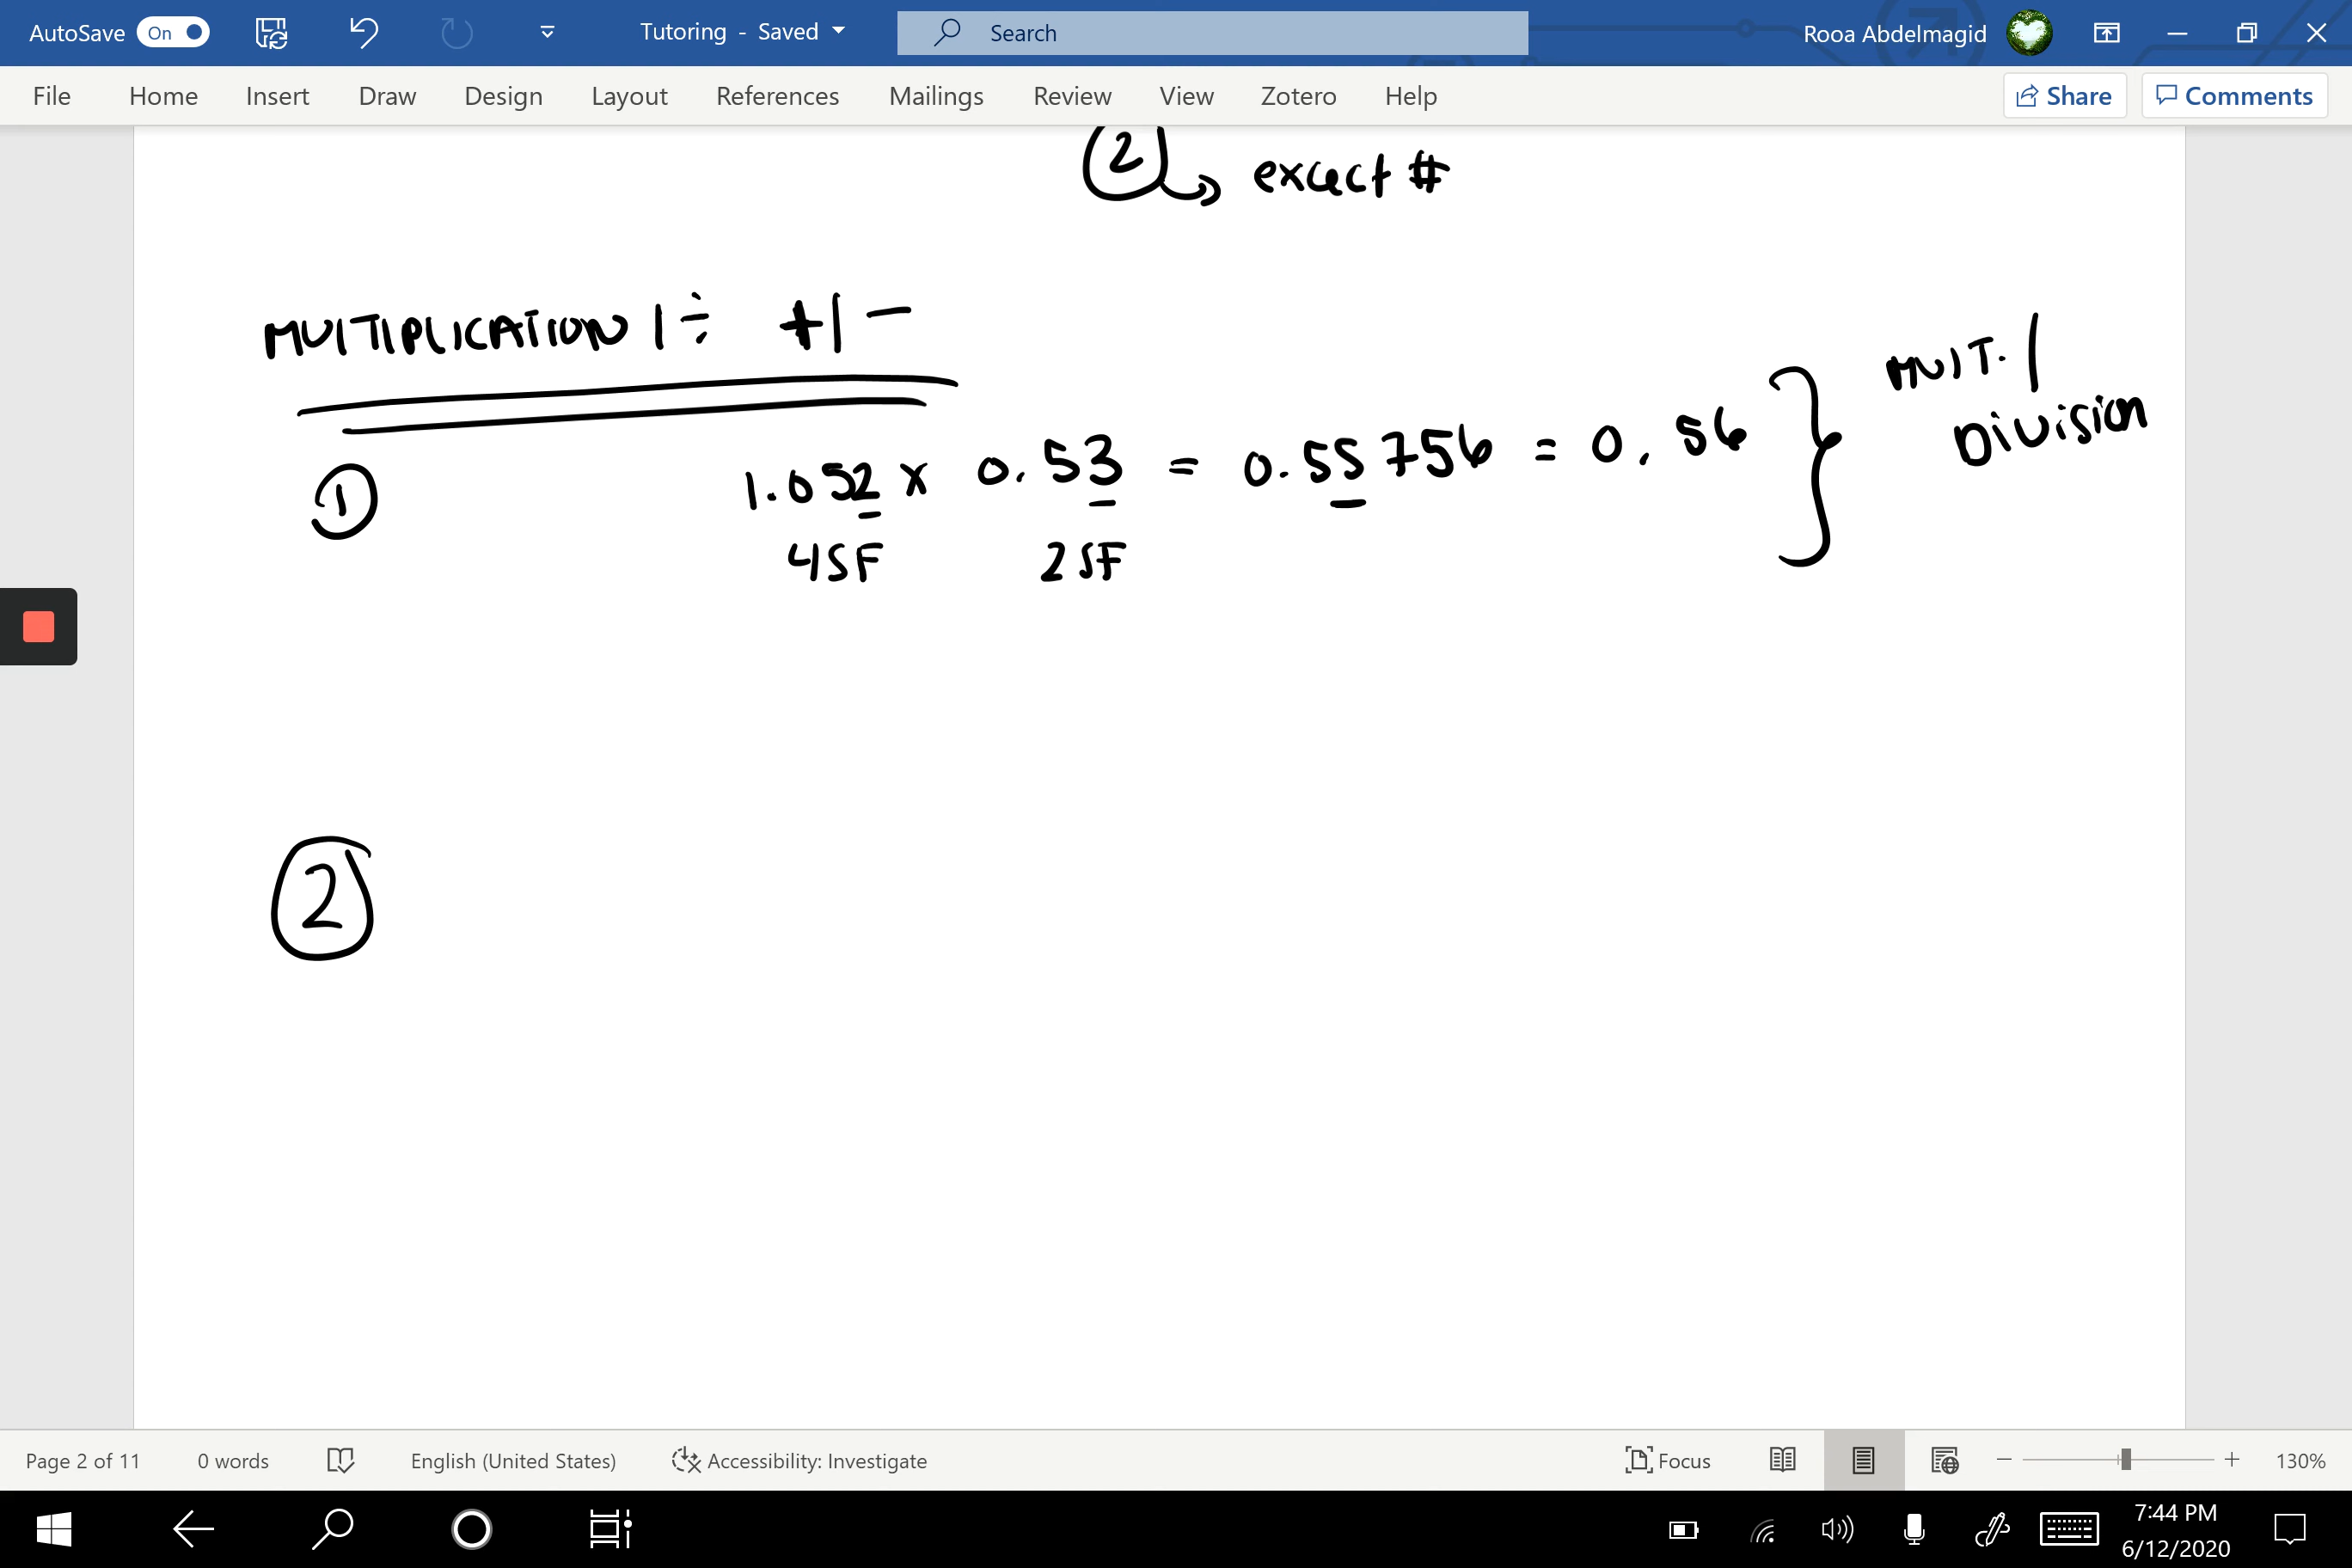 AutoSave On Tutoring - Saved Search Rooa Abdelmagid
File Home Insert Draw Design Layout References Mailings Review View Zotero Help Share Comments
2 exact #
MULTIPLICATION | ÷ + | −
MULT. |
Division
① 1.052 x 0.53 = 0.55756 = 0.56
4SF 2SF
②
Page 2 of 11 0 words English (United States) Accessibility: Investigate Focus 130%
7:44 PM
6/12/2020